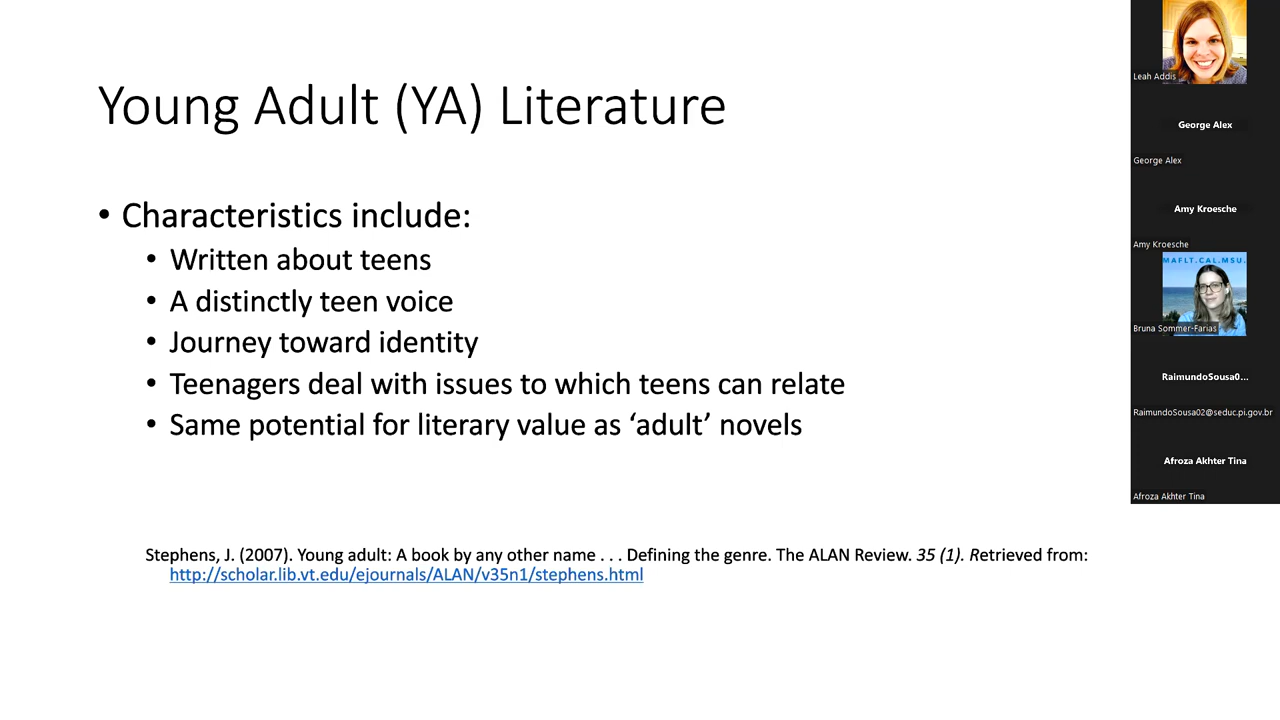 Young Adult (YA) Literature
• Characteristics include:
• Written about teens
• A distinctly teen voice
• Journey toward identity
• Teenagers deal with issues to which teens can relate
• Same potential for literary value as ‘adult’ novels
Stephens, J. (2007). Young adult: A book by any other name . . . Defining the genre. The ALAN Review. 35 (1). Retrieved from:
http://scholar.lib.vt.edu/ejournals/ALAN/v35n1/stephens.html
Leah Addis
George Alex
George Alex
Amy Kroesche
Amy Kroesche
MAFLT.CAL.MSU.
Bruna Sommer-Farias
RaimundoSousa0...
RaimundoSousa02@seduc.pi.gov.br
Afroza Akhter Tina
Afroza Akhter Tina